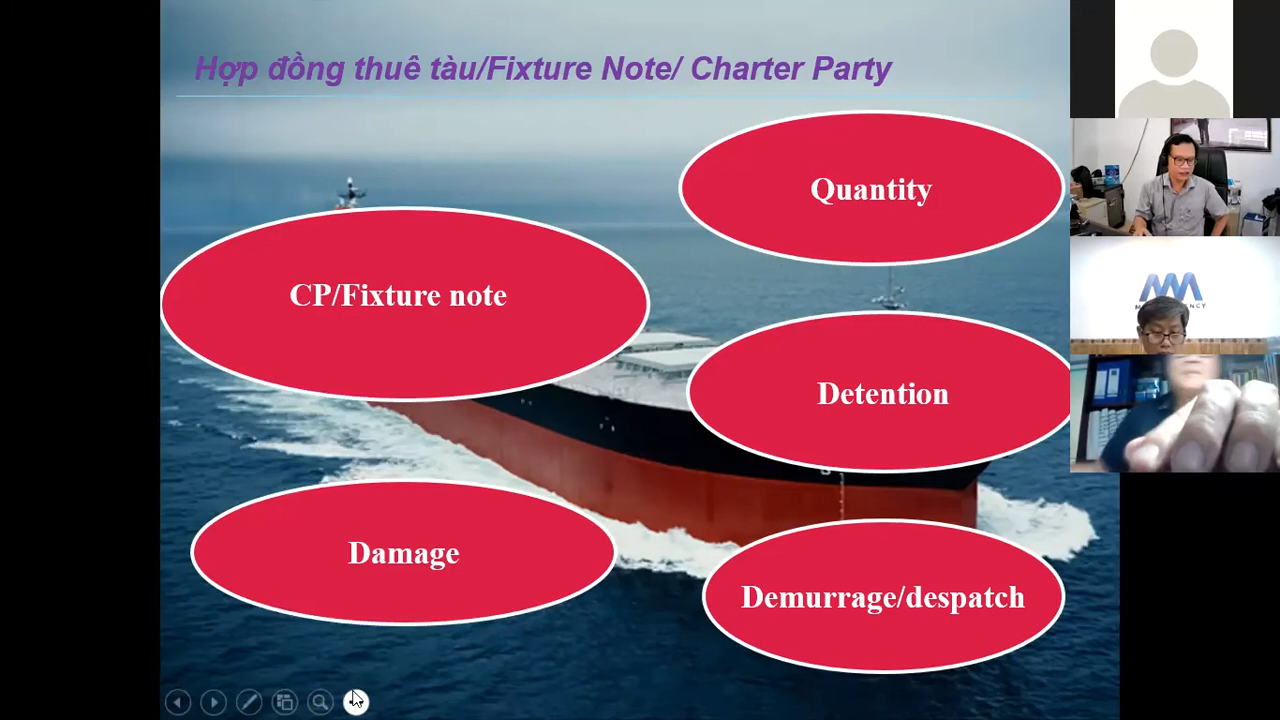 Hợp đồng thuê tàu/Fixture Note/ Charter Party
Quantity
CP/Fixture note
Detention
Damage
Demurrage/despatch